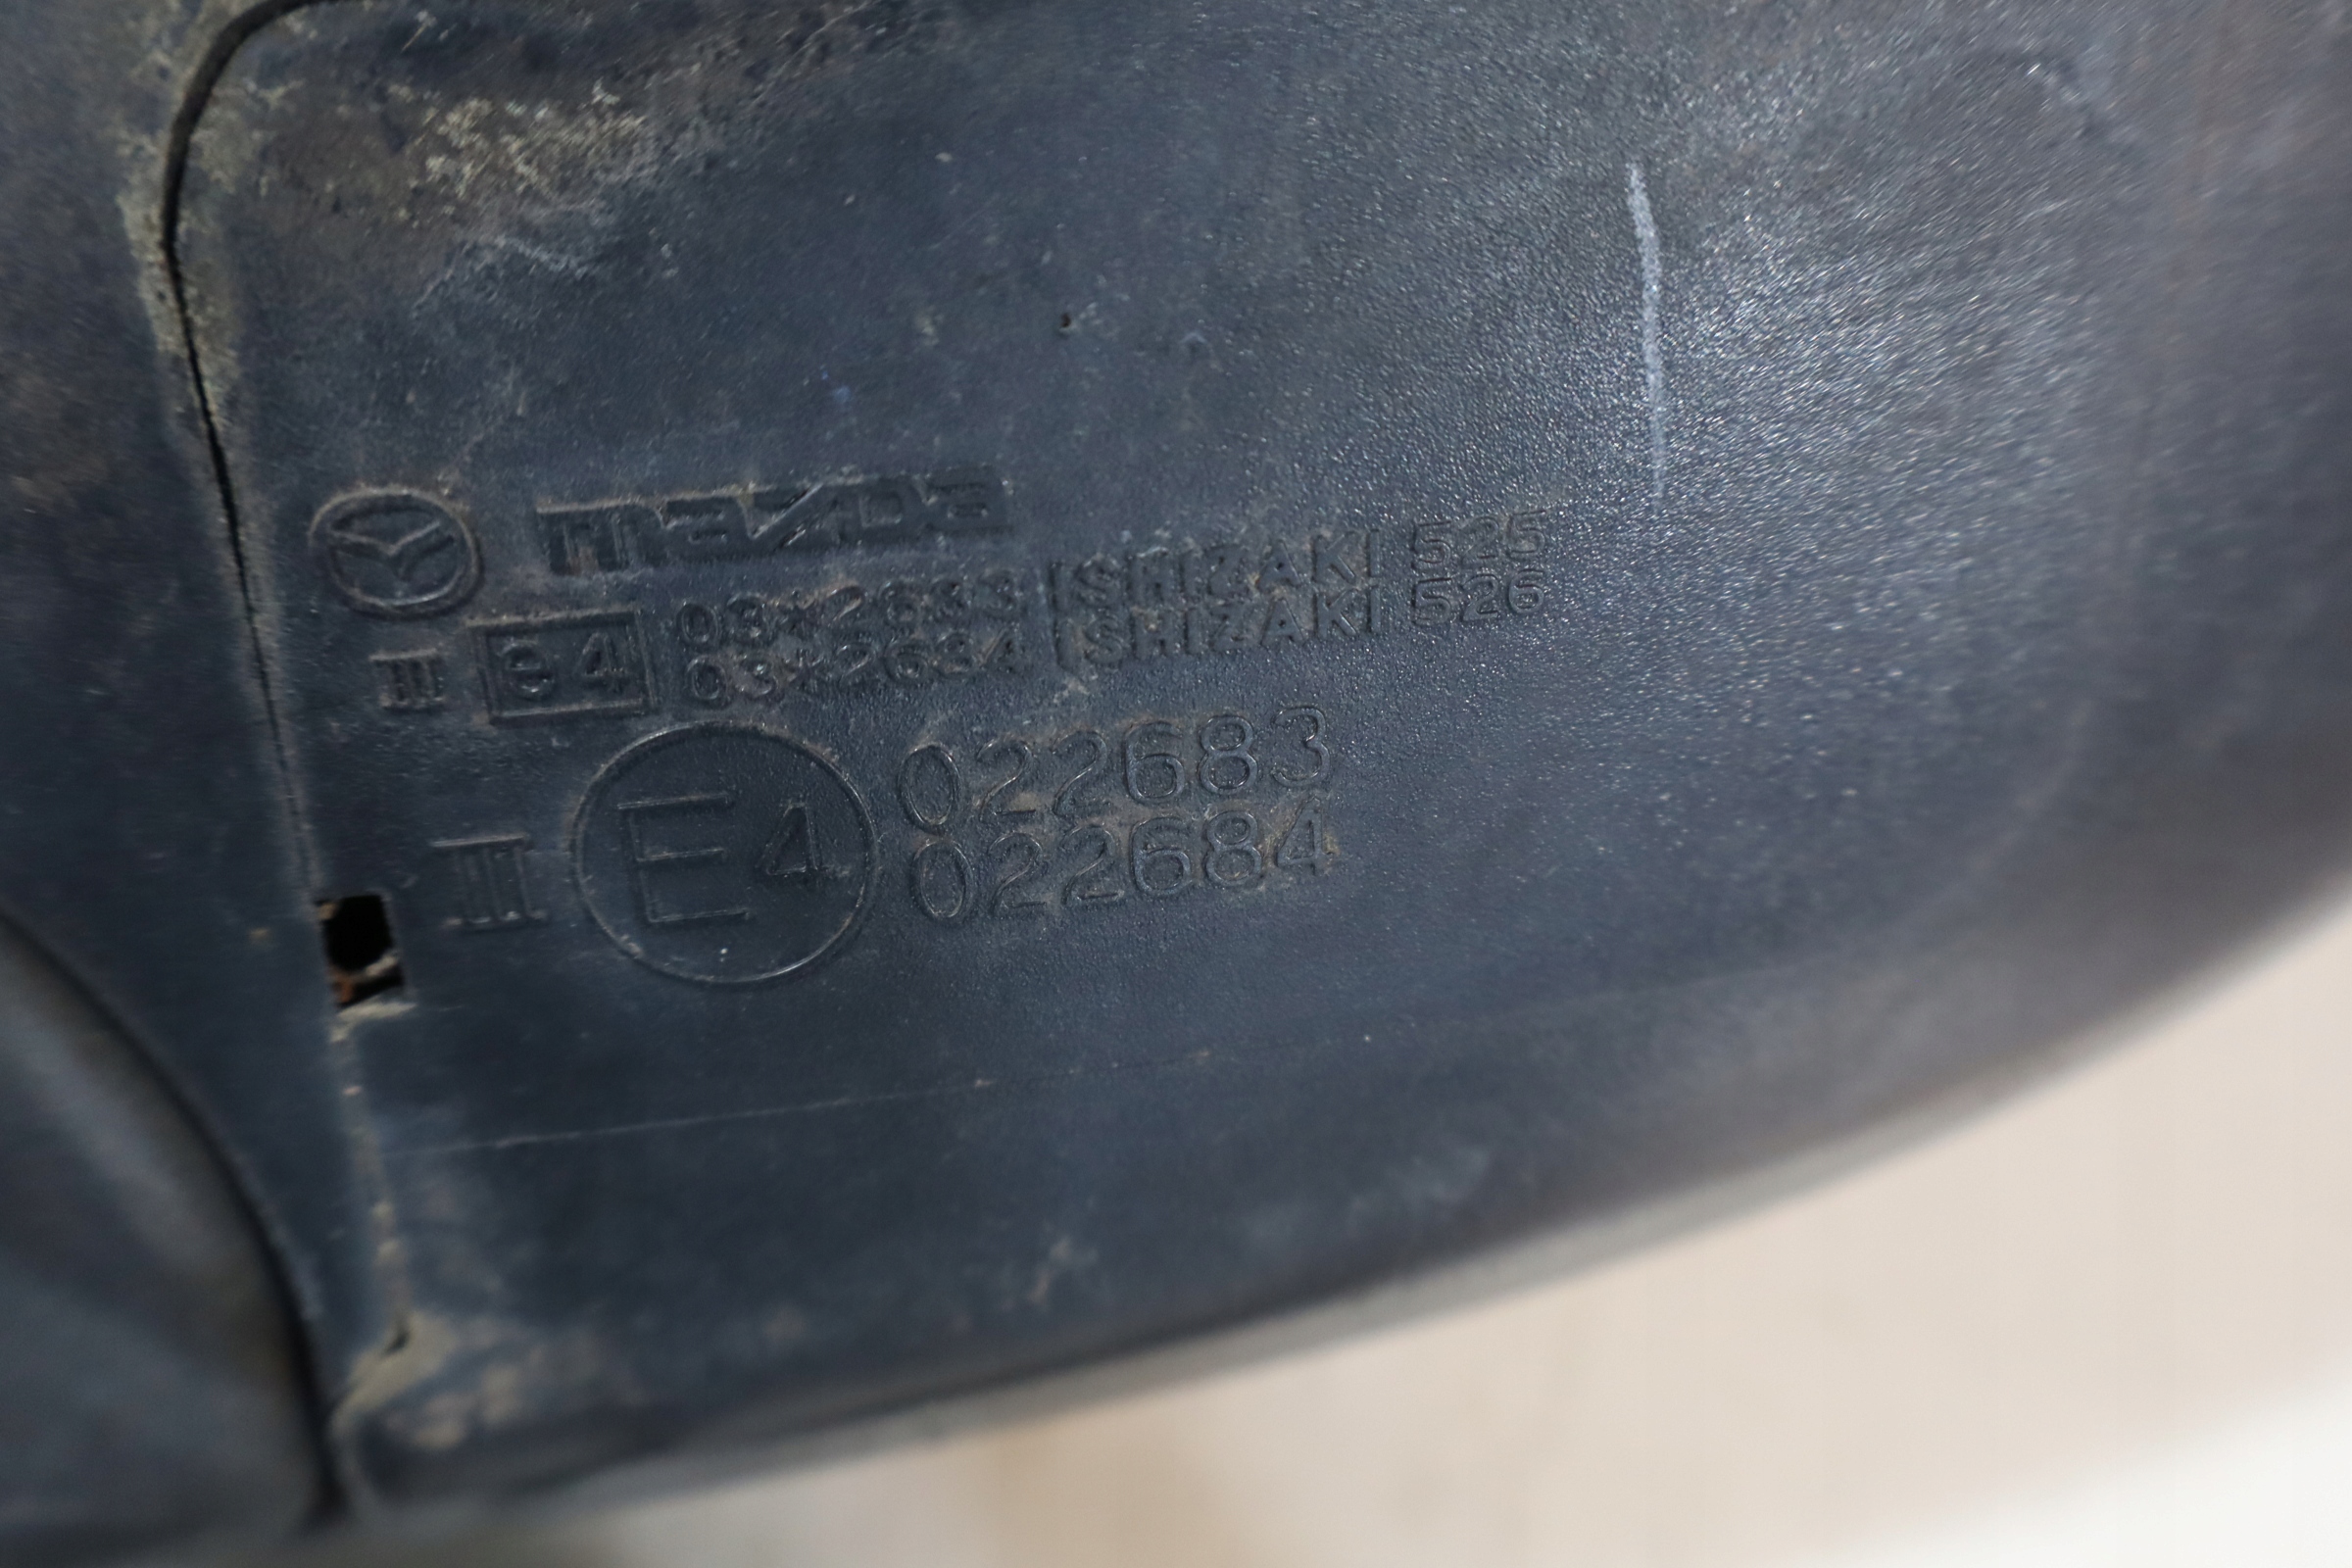 mazda
III e4 03*2683 ISHIZAKI 525
03*2684 ISHIZAKI 526
III E4 022683
022684